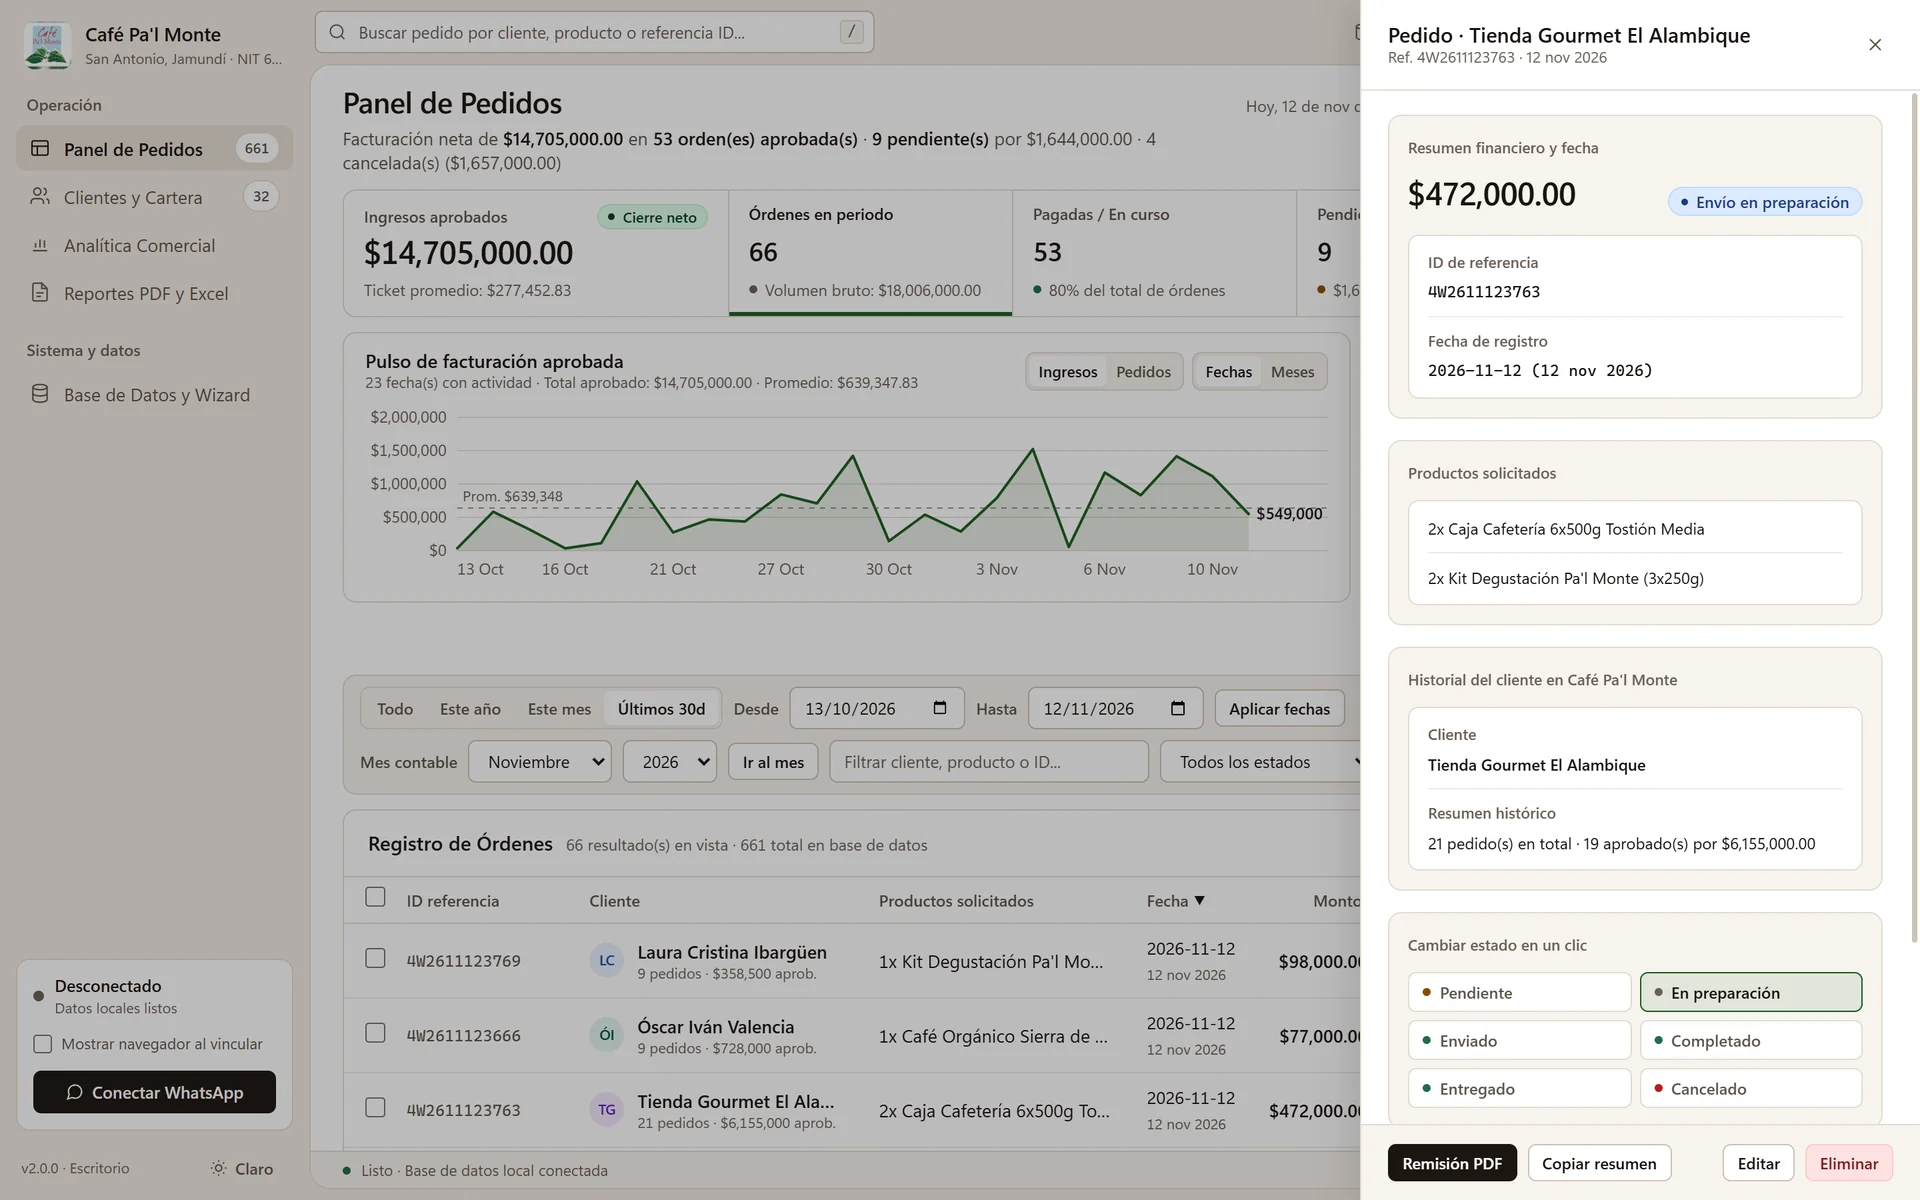 Café Pa'l Monte
San Antonio, Jamundí · NIT 6...
Operación
Panel de Pedidos 661
Clientes y Cartera 32
Analítica Comercial
Reportes PDF y Excel
Sistema y datos
Base de Datos y Wizard
Desconectado
Datos locales listos
Mostrar navegador al vincular
Conectar WhatsApp
v2.0.0 · Escritorio Claro
Buscar pedido por cliente, producto o referencia ID... /
Panel de Pedidos
Hoy, 12 de nov
Facturación neta de $14,705,000.00 en 53 orden(es) aprobada(s) · 9 pendiente(s) por $1,644,000.00 · 4
cancelada(s) ($1,657,000.00)
Ingresos aprobados Cierre neto
$14,705,000.00
Ticket promedio: $277,452.83
Órdenes en periodo
66
Volumen bruto: $18,006,000.00
Pagadas / En curso
53
80% del total de órdenes
Pendi
9
$1,6
Pulso de facturación aprobada
23 fecha(s) con actividad · Total aprobado: $14,705,000.00 · Promedio: $639,347.83
Ingresos Pedidos Fechas Meses
$2,000,000
$1,500,000
$1,000,000
$500,000
$0
Prom. $639,348
$549,000
13 Oct 16 Oct 21 Oct 27 Oct 30 Oct 3 Nov 6 Nov 10 Nov
Todo Este año Este mes Últimos 30d Desde 13/10/2026 Hasta 12/11/2026 Aplicar fechas
Mes contable Noviembre 2026 Ir al mes Filtrar cliente, producto o ID... Todos los estados
Registro de Órdenes 66 resultado(s) en vista · 661 total en base de datos
ID referencia Cliente Productos solicitados Fecha ▼ Monto
4W2611123769 LC Laura Cristina Ibargüen 1x Kit Degustación Pa'l Mo... 2026-11-12 $98,000.0
9 pedidos · $358,500 aprob. 12 nov 2026
4W2611123666 ÓI Óscar Iván Valencia 1x Café Orgánico Sierra de ... 2026-11-12 $77,000.0
9 pedidos · $728,000 aprob. 12 nov 2026
4W2611123763 TG Tienda Gourmet El Ala... 2x Caja Cafetería 6x500g To... 2026-11-12 $472,000.0
21 pedidos · $6,155,000 aprob. 12 nov 2026
Listo · Base de datos local conectada
Pedido · Tienda Gourmet El Alambique
Ref. 4W2611123763 · 12 nov 2026
Resumen financiero y fecha
$472,000.00 Envío en preparación
ID de referencia
4W2611123763
Fecha de registro
2026-11-12 (12 nov 2026)
Productos solicitados
2x Caja Cafetería 6x500g Tostión Media
2x Kit Degustación Pa'l Monte (3x250g)
Historial del cliente en Café Pa'l Monte
Cliente
Tienda Gourmet El Alambique
Resumen histórico
21 pedido(s) en total · 19 aprobado(s) por $6,155,000.00
Cambiar estado en un clic
Pendiente En preparación
Enviado Completado
Entregado Cancelado
Remisión PDF Copiar resumen Editar Eliminar